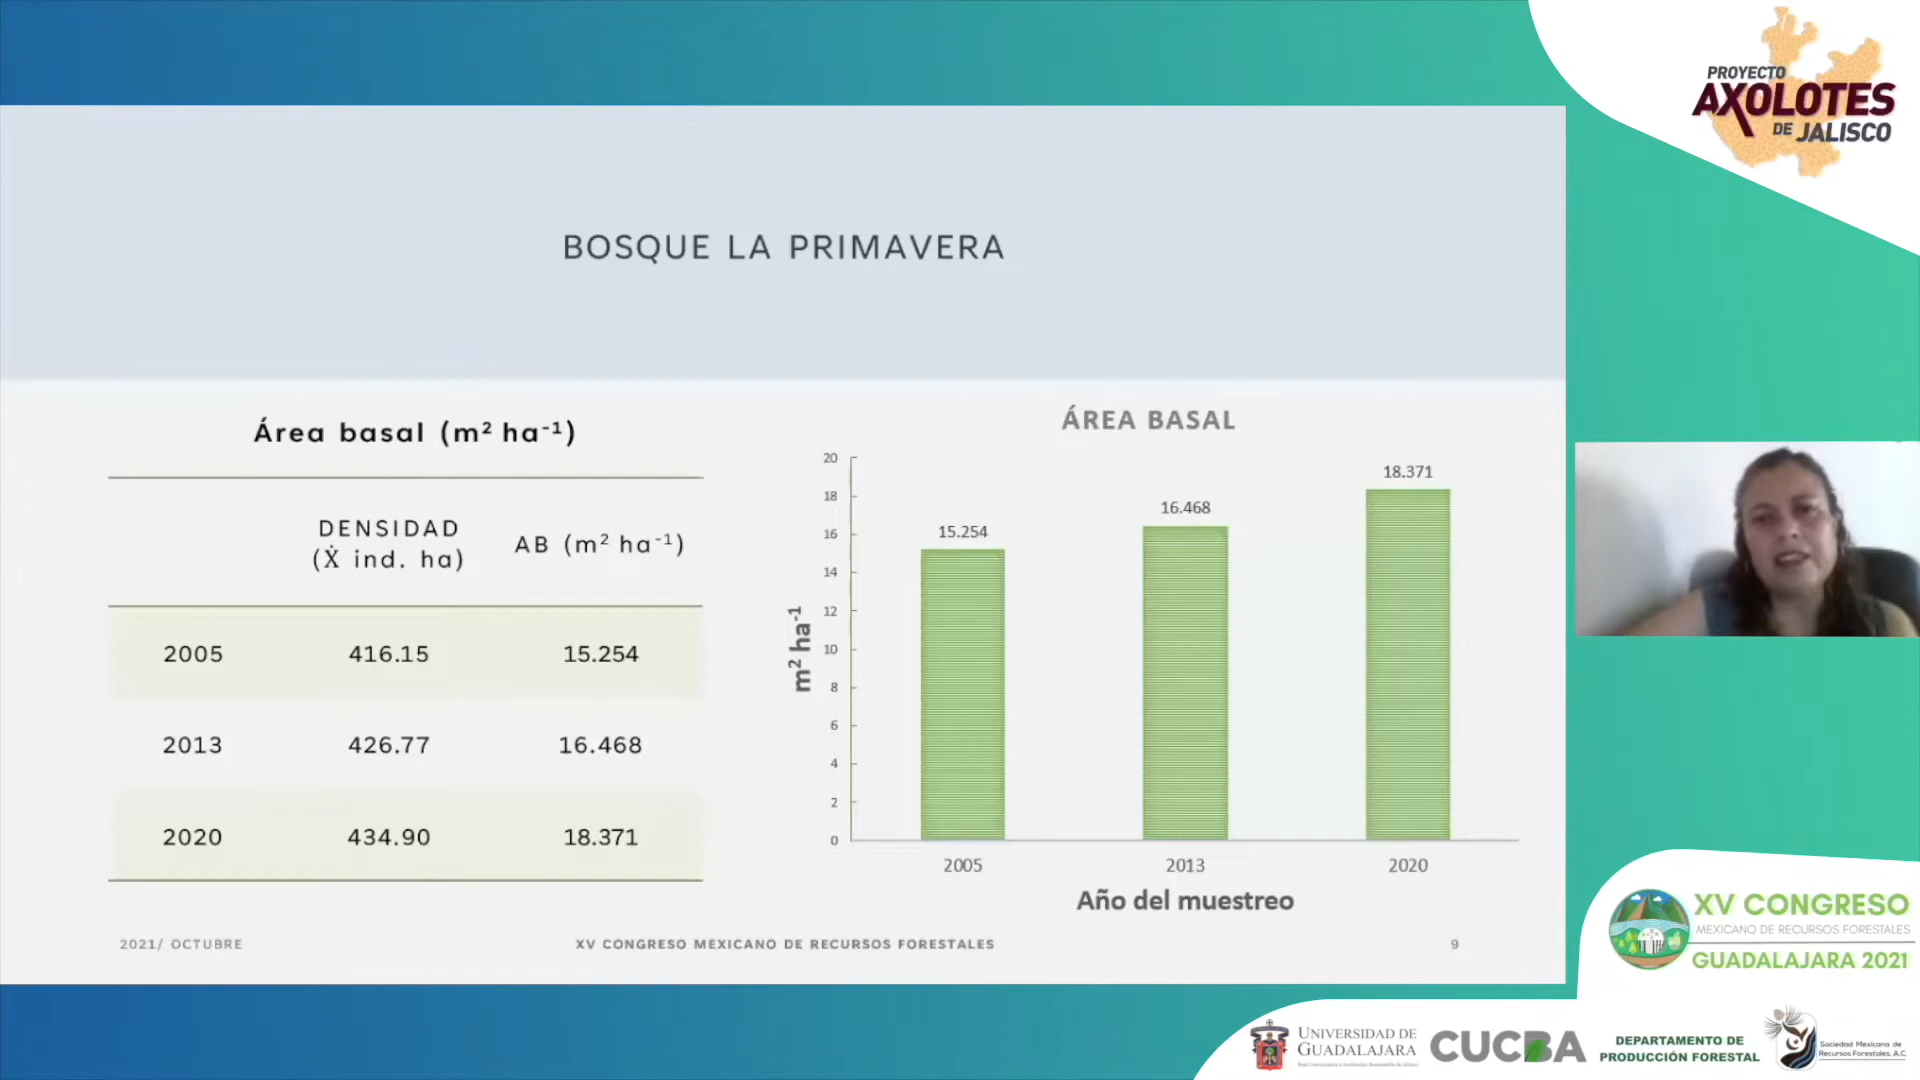 PROYECTO
AXOLOTES
DE JALISCO
BOSQUE LA PRIMAVERA
Área basal (m² ha⁻¹)
DENSIDAD
(Ẋ ind. ha)
AB (m² ha⁻¹)
2005 416.15 15.254
2013 426.77 16.468
2020 434.90 18.371
ÁREA BASAL
m² ha⁻¹
20
18
16
14
12
10
8
6
4
2
0
15.254
16.468
18.371
2005
2013
2020
Año del muestreo
2021/ OCTUBRE
XV CONGRESO MEXICANO DE RECURSOS FORESTALES
9
XV CONGRESO
MEXICANO DE RECURSOS FORESTALES
GUADALAJARA 2021
UNIVERSIDAD DE
GUADALAJARA
CUCBA
DEPARTAMENTO DE
PRODUCCIÓN FORESTAL
Sociedad Mexicana de
Recursos Forestales, A.C.